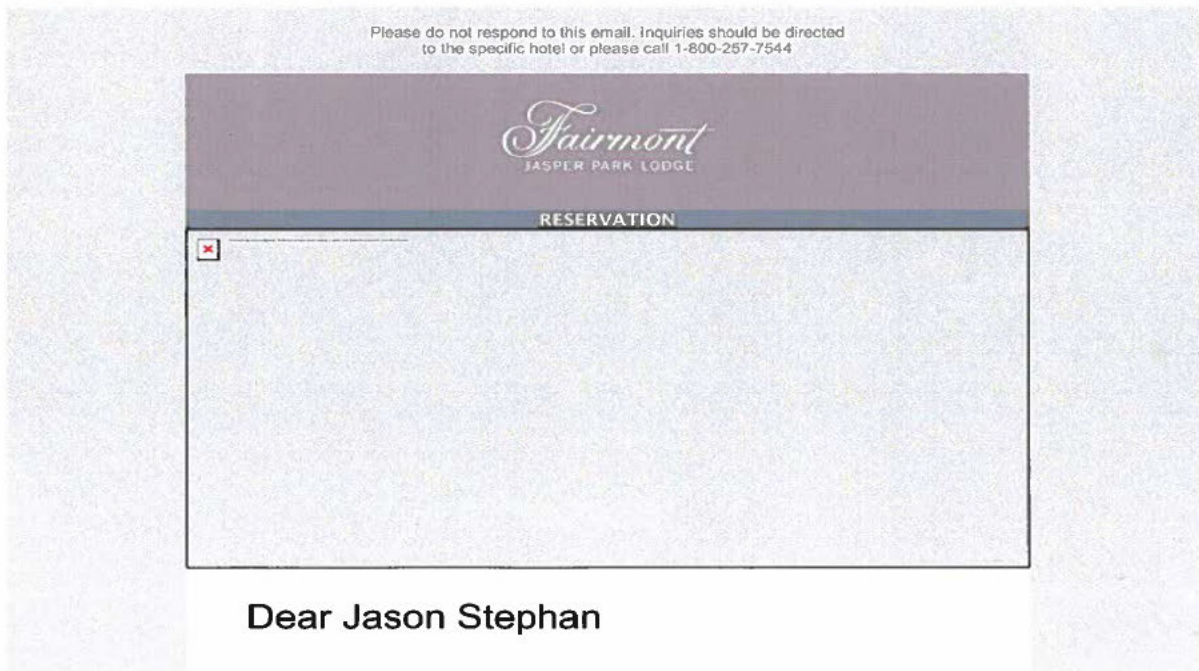 Please do not respond to this email. Inquiries should be directed
to the specific hotel or please call 1-800-257-7544
Fairmont
JASPER PARK LODGE
RESERVATION
Dear Jason Stephan